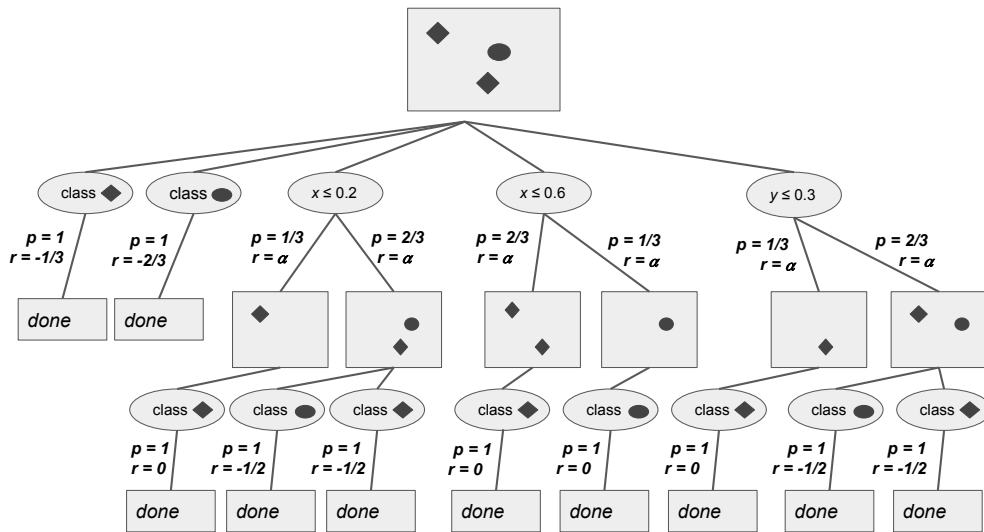 class
class
x ≤ 0.2
x ≤ 0.6
y ≤ 0.3
p = 1
r = -1/3
p = 1
r = -2/3
p = 1/3
r = α
p = 2/3
r = α
p = 2/3
r = α
p = 1/3
r = α
p = 1/3
r = α
p = 2/3
r = α
done
done
class
class
class
class
class
class
class
class
p = 1
r = 0
p = 1
r = -1/2
p = 1
r = -1/2
p = 1
r = 0
p = 1
r = 0
p = 1
r = 0
p = 1
r = -1/2
p = 1
r = -1/2
done
done
done
done
done
done
done
done